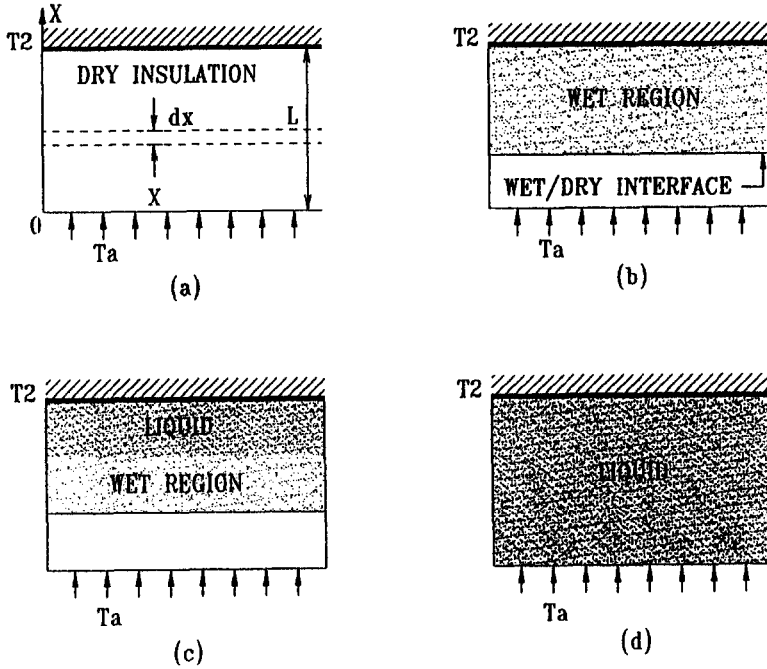 X
T2
DRY INSULATION
dx
L
X
0
Ta
(a)
T2
WET REGION
WET/DRY INTERFACE
Ta
(b)
T2
LIQUID
WET REGION
Ta
(c)
T2
LIQUID
Ta
(d)